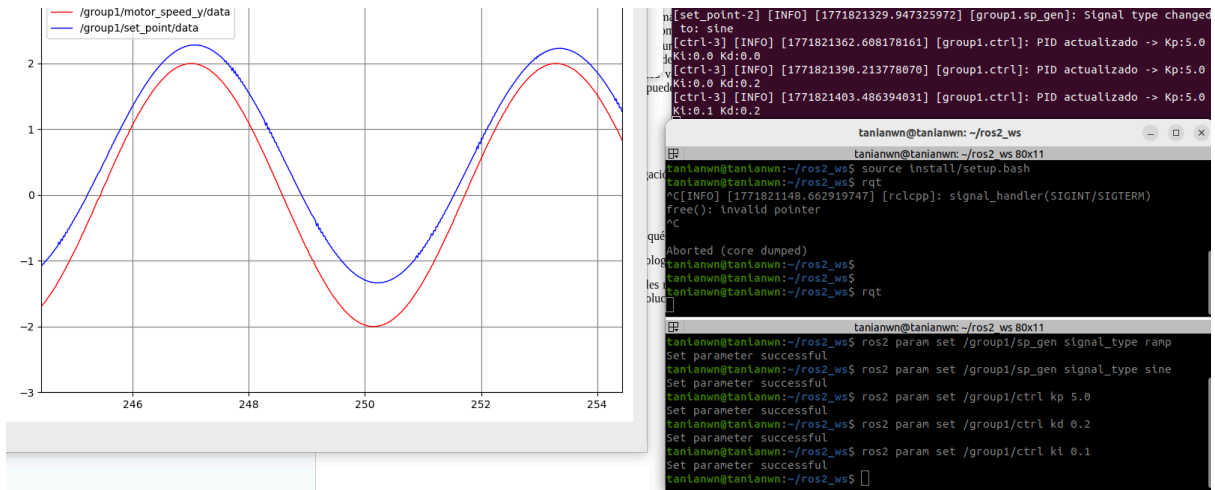 /group1/motor_speed_y/data
/group1/set_point/data
2
1
0
−1
−2
−3
246
248
250
252
254
[set_point-2] [INFO] [1771821329.947325972] [group1.sp_gen]: Signal type changed
to: sine
[ctrl-3] [INFO] [1771821362.608178161] [group1.ctrl]: PID actualizado -> Kp:5.0
Ki:0.0 Kd:0.0
[ctrl-3] [INFO] [1771821390.213778070] [group1.ctrl]: PID actualizado -> Kp:5.0
Ki:0.0 Kd:0.2
[ctrl-3] [INFO] [1771821403.486394031] [group1.ctrl]: PID actualizado -> Kp:5.0
Ki:0.1 Kd:0.2
tanianwn@tanianwn: ~/ros2_ws
tanianwn@tanianwn: ~/ros2_ws 80x11
tanianwn@tanianwn:~/ros2_ws$ source install/setup.bash
tanianwn@tanianwn:~/ros2_ws$ rqt
^C[INFO] [1771821148.662919747] [rclcpp]: signal_handler(SIGINT/SIGTERM)
free(): invalid pointer
^C
Aborted (core dumped)
tanianwn@tanianwn:~/ros2_ws$
tanianwn@tanianwn:~/ros2_ws$
tanianwn@tanianwn:~/ros2_ws$ rqt
tanianwn@tanianwn: ~/ros2_ws 80x11
tanianwn@tanianwn:~/ros2_ws$ ros2 param set /group1/sp_gen signal_type ramp
Set parameter successful
tanianwn@tanianwn:~/ros2_ws$ ros2 param set /group1/sp_gen signal_type sine
Set parameter successful
tanianwn@tanianwn:~/ros2_ws$ ros2 param set /group1/ctrl kp 5.0
Set parameter successful
tanianwn@tanianwn:~/ros2_ws$ ros2 param set /group1/ctrl kd 0.2
Set parameter successful
tanianwn@tanianwn:~/ros2_ws$ ros2 param set /group1/ctrl ki 0.1
Set parameter successful
tanianwn@tanianwn:~/ros2_ws$